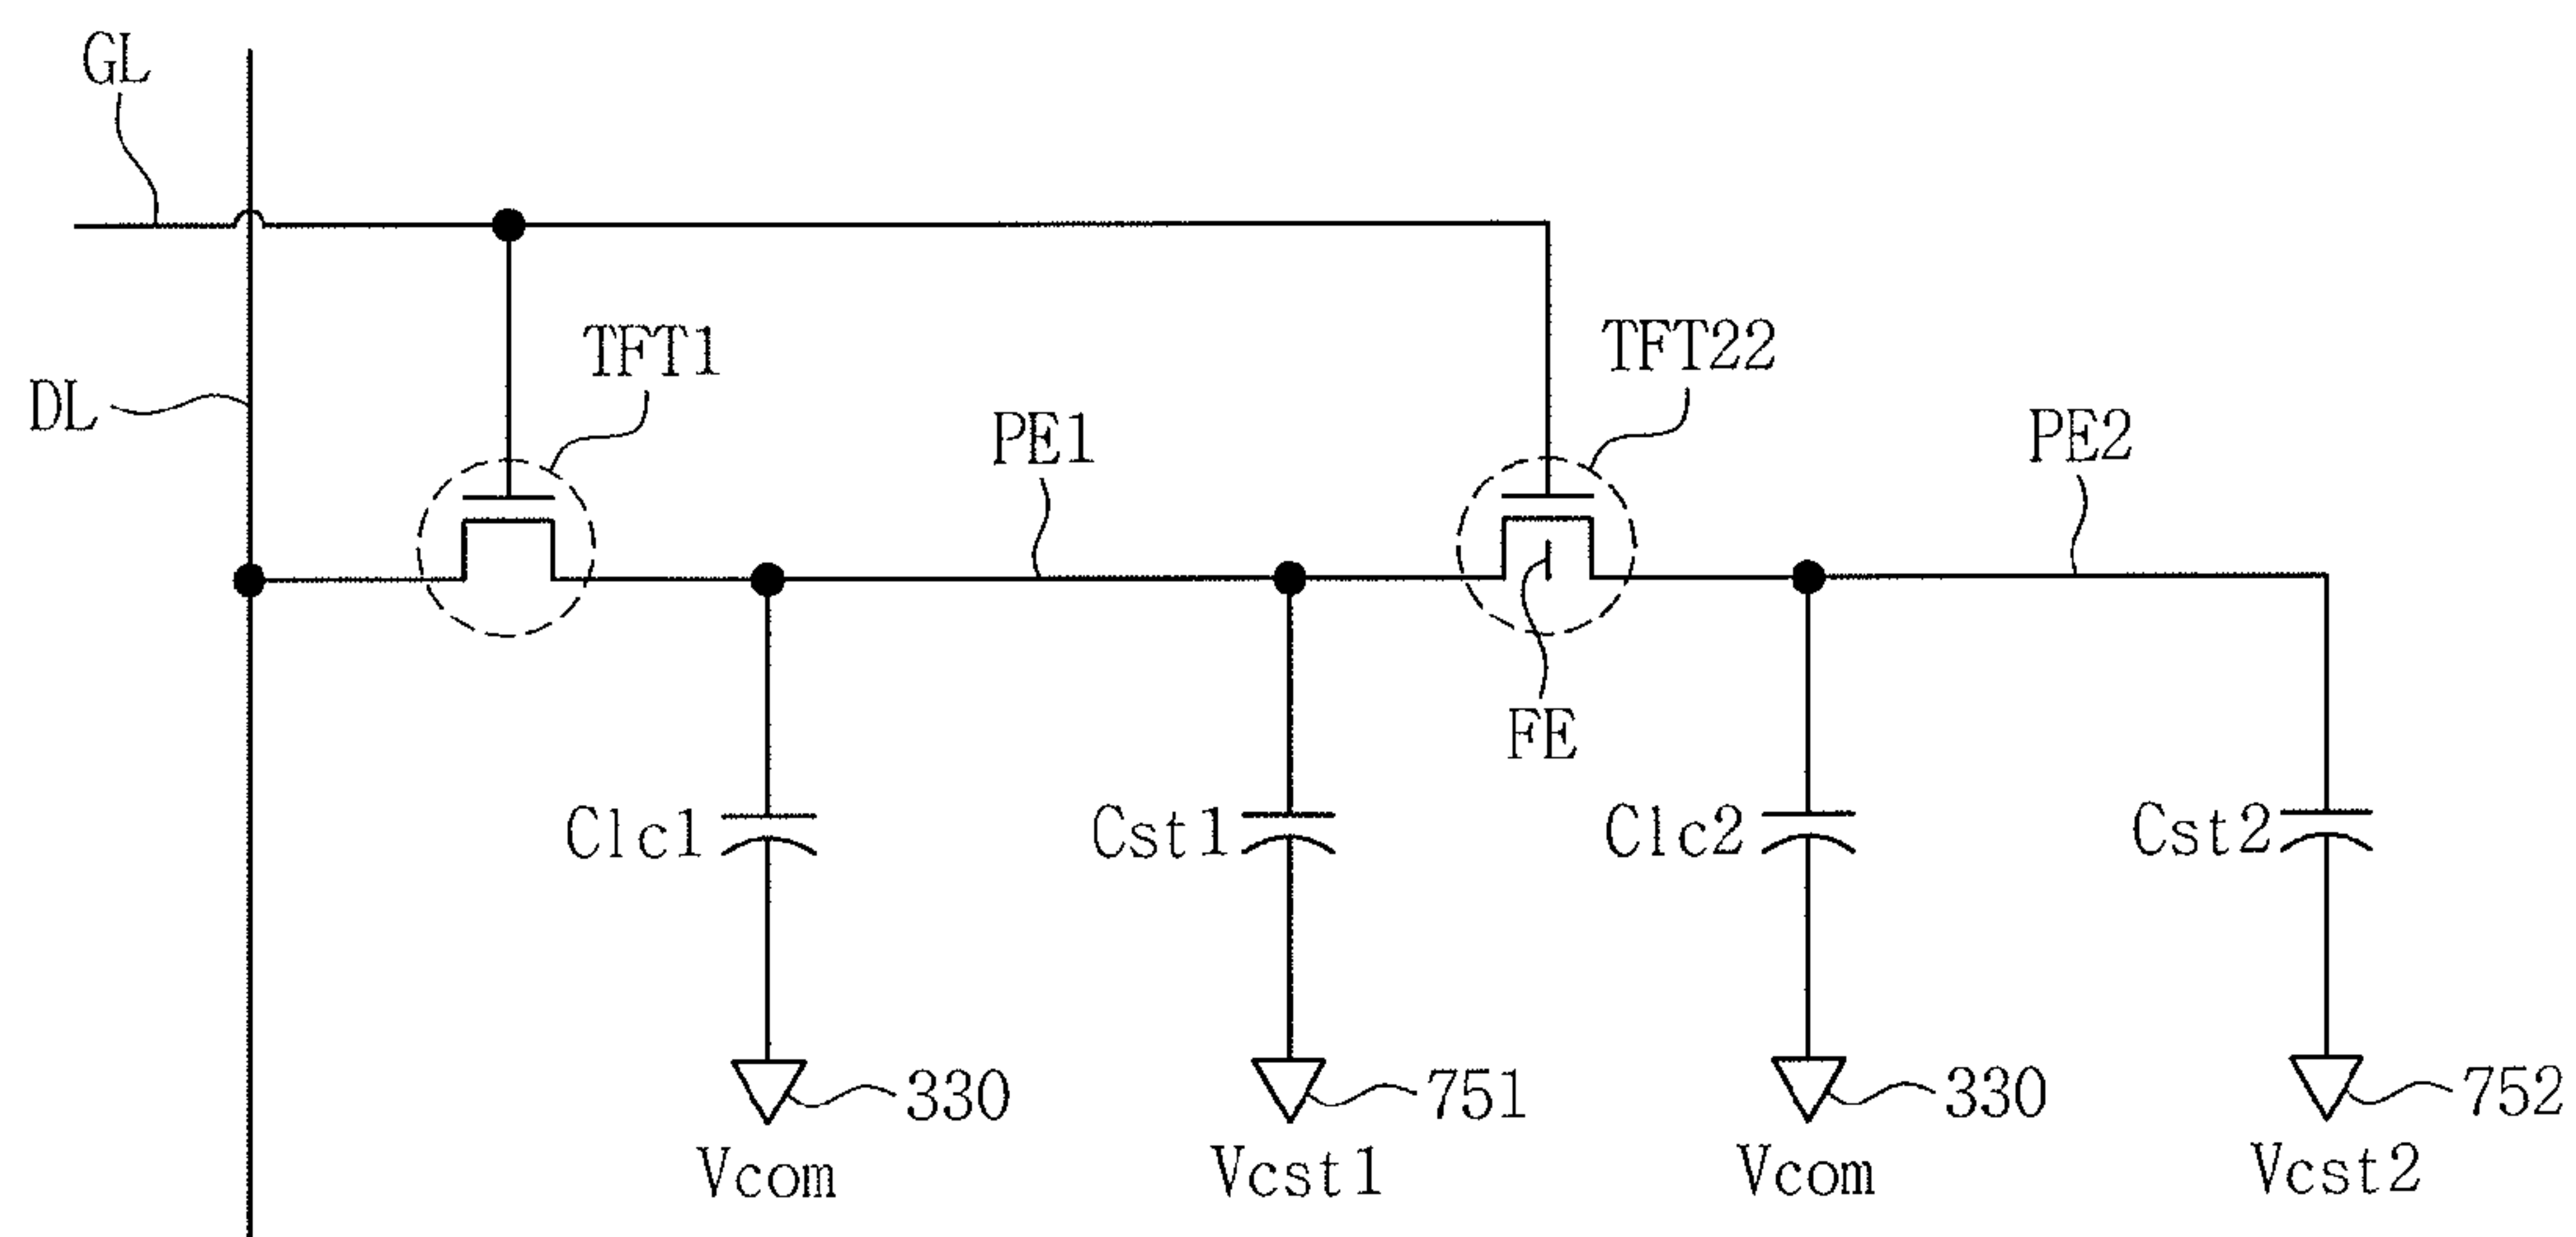 GL
TFT1
TFT22
DL
PE1
PE2
FE
Clc1
Cst1
Clc2
Cst2
330
751
330
752
Vcom
Vcst1
Vcom
Vcst2